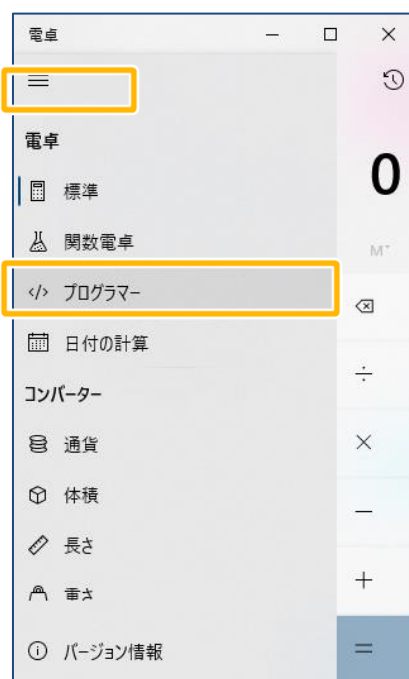 電卓
電卓
0
標準
関数電卓
M˅
プログラマー
日付の計算
÷
コンバーター
通貨
×
体積
−
長さ
+
重さ
バージョン情報
=